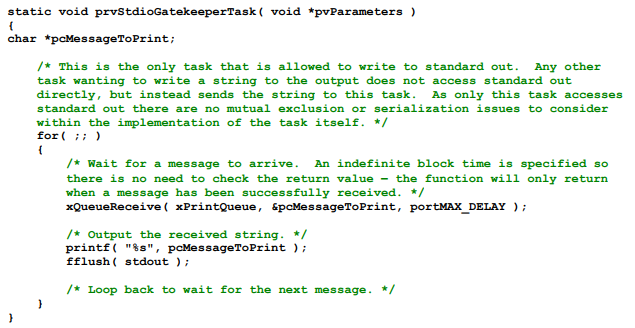 static void prvStdioGatekeeperTask( void *pvParameters )
{
char *pcMessageToPrint;
/* This is the only task that is allowed to write to standard out.  Any other
task wanting to write a string to the output does not access standard out
directly, but instead sends the string to this task.  As only this task accesses
standard out there are no mutual exclusion or serialization issues to consider
within the implementation of the task itself. */
for( ;; )
{
/* Wait for a message to arrive.  An indefinite block time is specified so
there is no need to check the return value – the function will only return
when a message has been successfully received. */
xQueueReceive( xPrintQueue, &pcMessageToPrint, portMAX_DELAY );
/* Output the received string. */
printf( "%s", pcMessageToPrint );
fflush( stdout );
/* Loop back to wait for the next message. */
}
}